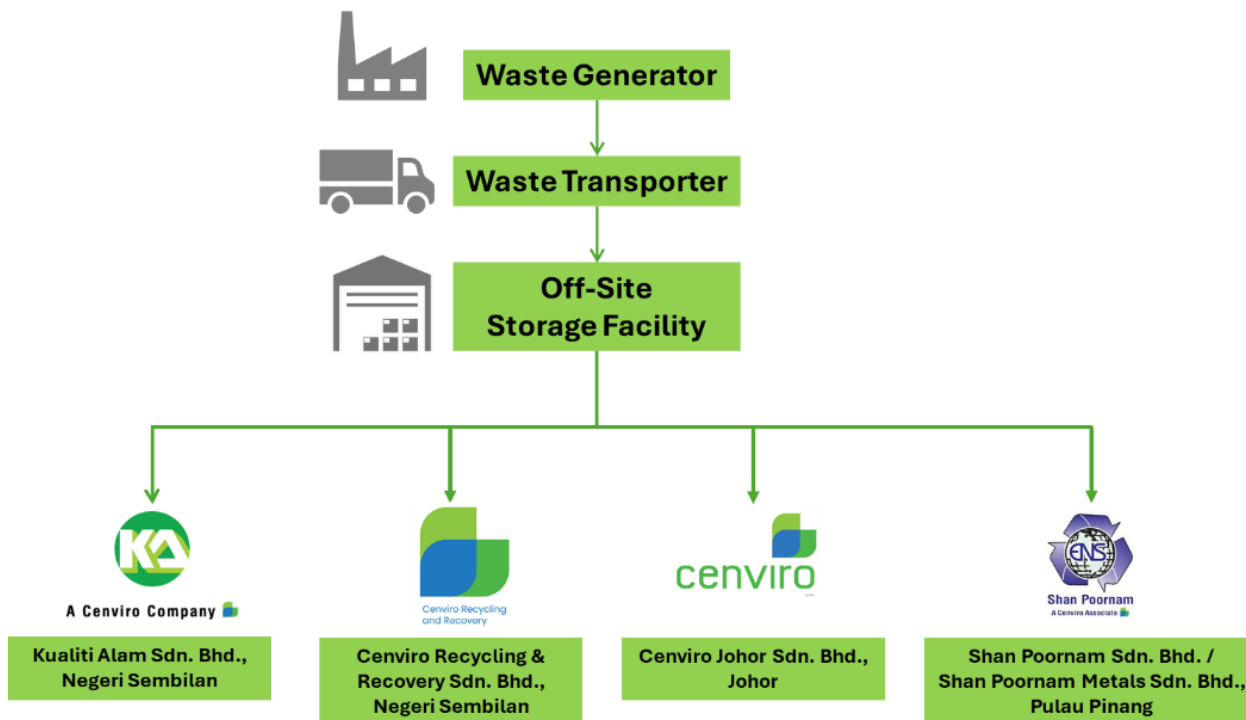 Waste Generator
Waste Transporter
Off-Site
Storage Facility
KA
A Cenviro Company
Cenviro Recycling
and Recovery
cenviro
ENS
Shan Poornam
A Cenviro Associate
Kualiti Alam Sdn. Bhd.,
Negeri Sembilan
Cenviro Recycling &
Recovery Sdn. Bhd.,
Negeri Sembilan
Cenviro Johor Sdn. Bhd.,
Johor
Shan Poornam Sdn. Bhd. /
Shan Poornam Metals Sdn. Bhd.,
Pulau Pinang